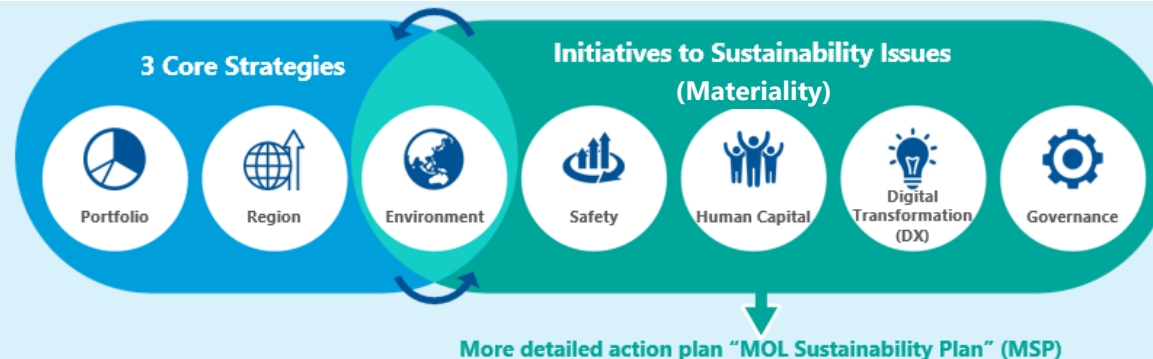 3 Core Strategies
Initiatives to Sustainability Issues
(Materiality)
Portfolio
Region
Environment
Safety
Human Capital
Digital
Transformation
(DX)
Governance
More detailed action plan “MOL Sustainability Plan” (MSP)